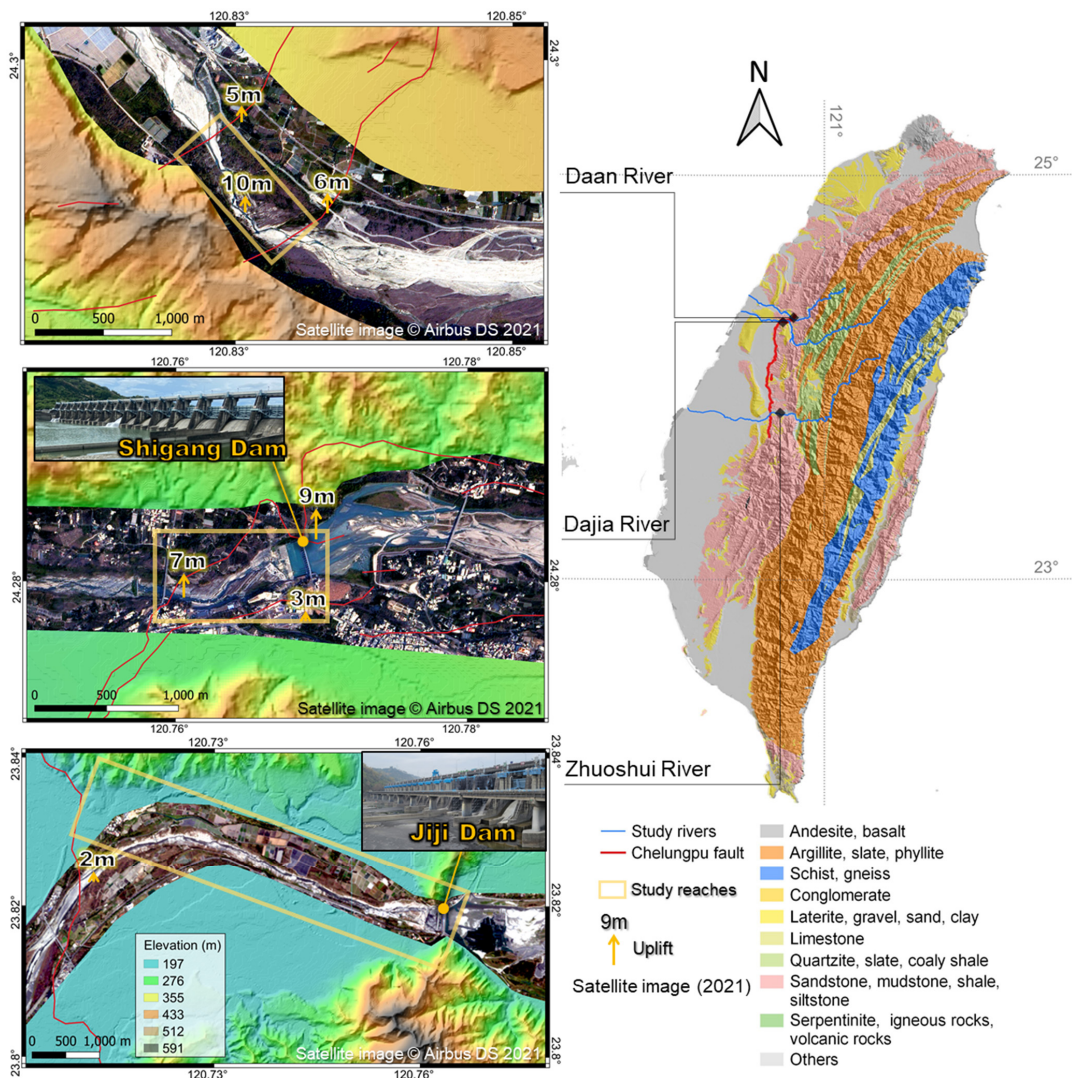 120.83°
120.85°
24.3°
24.3°
5m
10m
6m
0 500 1,000 m
Satellite image © Airbus DS 2021
120.83°
120.85°
120.76°
120.78°
Shigang Dam
9m
7m
3m
24.28°
24.28°
0 500 1,000 m
Satellite image © Airbus DS 2021
120.76°
120.78°
120.73°
120.76°
23.84°
23.84°
Jiji Dam
2m
23.82°
23.82°
Elevation (m)
197
276
355
433
512
591
0 500 1,000 m
Satellite image © Airbus DS 2021
23.8°
23.8°
120.73°
120.76°
N
121°
25°
23°
Daan River
Dajia River
Zhuoshui River
Study rivers
Chelungpu fault
Study reaches
9m
Uplift
Satellite image (2021)
Andesite, basalt
Argillite, slate, phyllite
Schist, gneiss
Conglomerate
Laterite, gravel, sand, clay
Limestone
Quartzite, slate, coaly shale
Sandstone, mudstone, shale,
siltstone
Serpentinite, igneous rocks,
volcanic rocks
Others